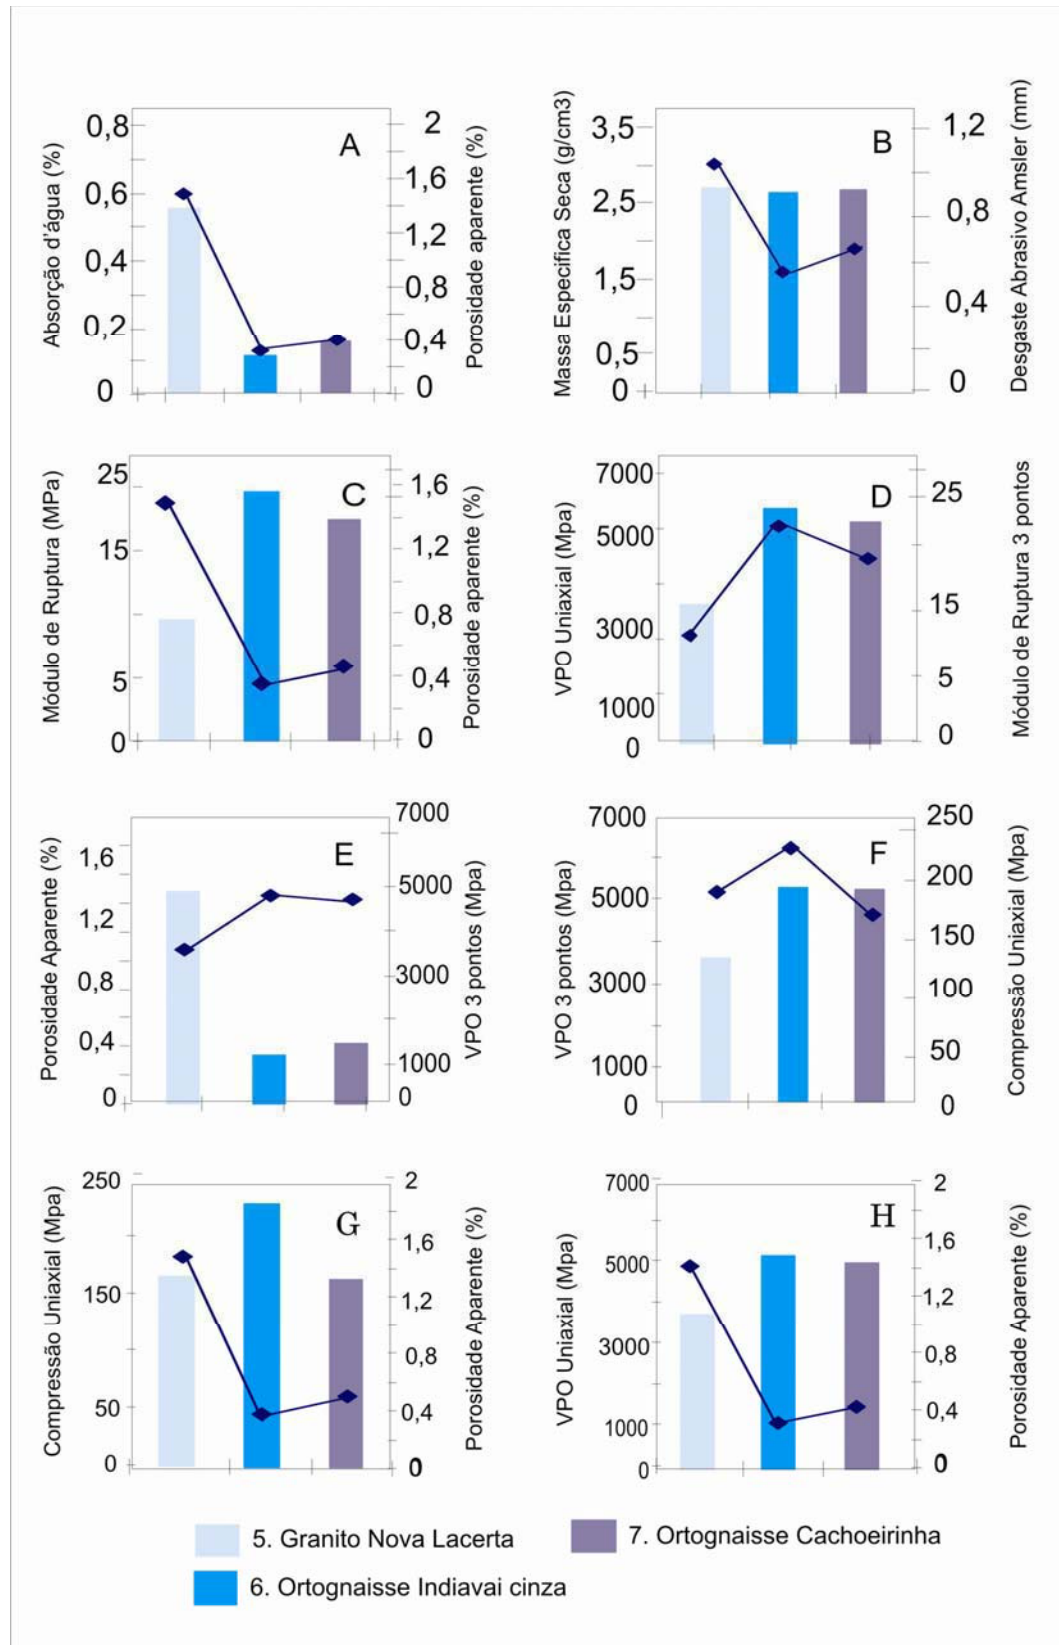 Absorção d'água (%)
0,8
0,6
0,4
0,2
0
A
2
1,6
1,2
0,8
0,4
0
Porosidade aparente (%)
Massa Especifica Seca (g/cm3)
3,5
2,5
1,5
0,5
0
B
1,2
0,8
0,4
0
Desgaste Abrasivo Amsler (mm)
Módulo de Ruptura (MPa)
25
15
5
0
C
1,6
1,2
0,8
0,4
0
Porosidade aparente (%)
VPO Uniaxial (Mpa)
7000
5000
3000
1000
0
D
25
15
5
0
Módulo de Ruptura 3 pontos
Porosidade Aparente (%)
1,6
1,2
0,8
0,4
0
E
7000
5000
3000
1000
0
VPO 3 pontos (Mpa)
VPO 3 pontos (Mpa)
7000
5000
3000
1000
0
F
250
200
150
100
50
0
Compressão Uniaxial (Mpa)
Compressão Uniaxial (Mpa)
250
150
50
0
G
2
1,6
1,2
0,8
0,4
0
Porosidade Aparente (%)
VPO Uniaxial (Mpa)
7000
5000
3000
1000
0
H
2
1,6
1,2
0,8
0,4
0
Porosidade Aparente (%)
5. Granito Nova Lacerta
7. Ortognaisse Cachoeirinha
6. Ortognaisse Indiavai cinza